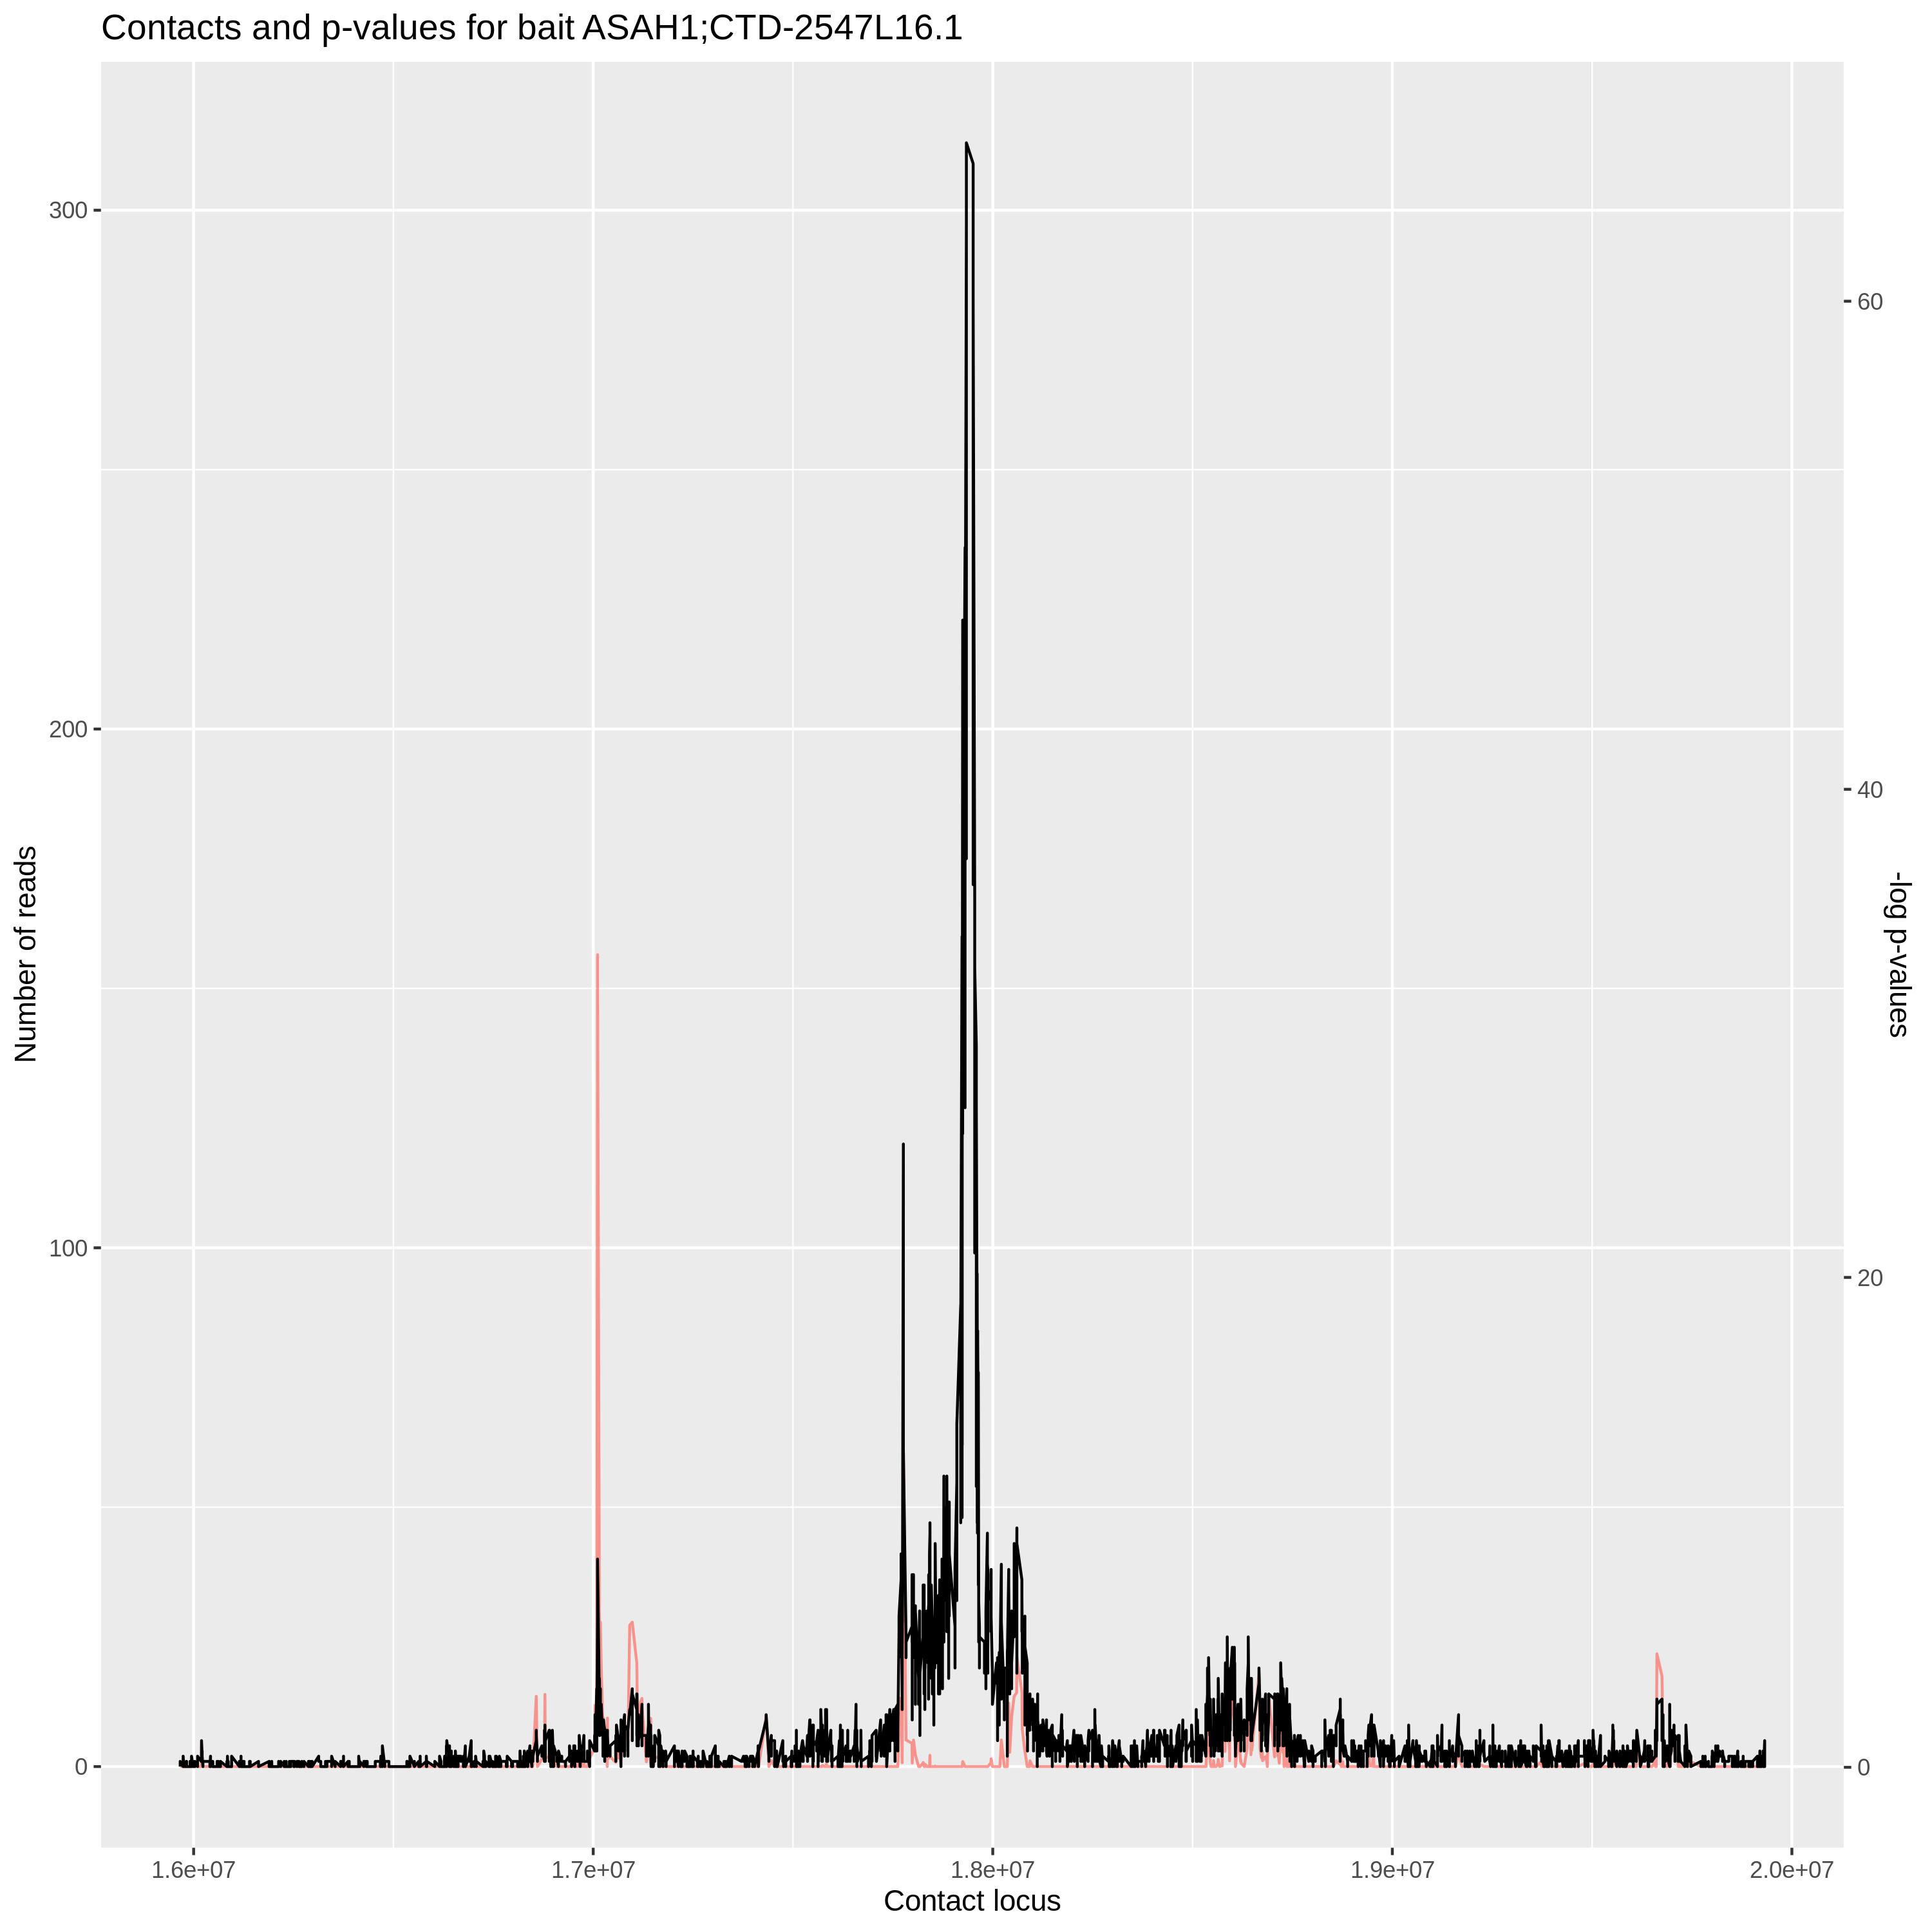 Contacts and p-values for bait ASAH1;CTD-2547L16.1
300
200
100
0
Number of reads
60
40
20
0
-log p-values
1.6e+07
1.7e+07
1.8e+07
1.9e+07
2.0e+07
Contact locus